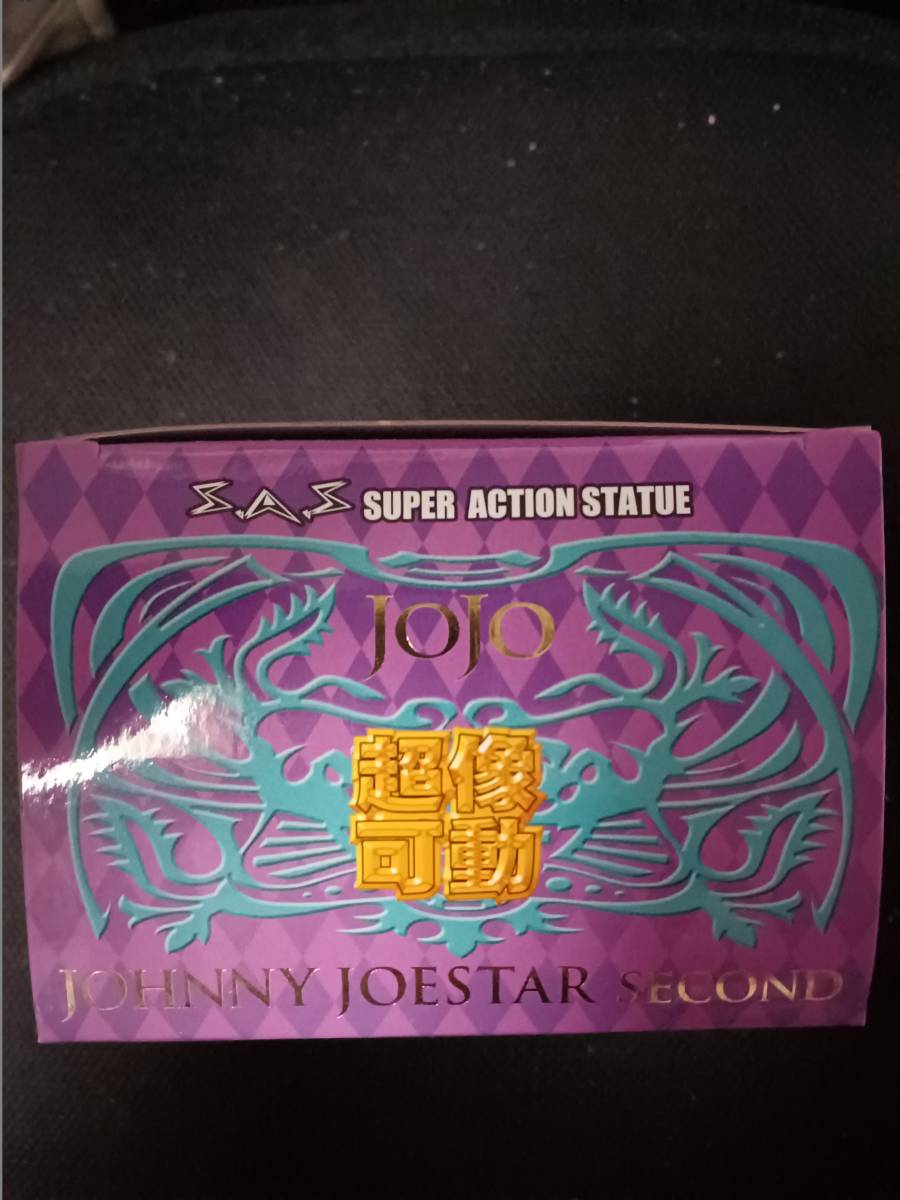 S.A.S SUPER ACTION STATUE
JOJO
超像
可動
JOHNNY JOESTAR SECOND